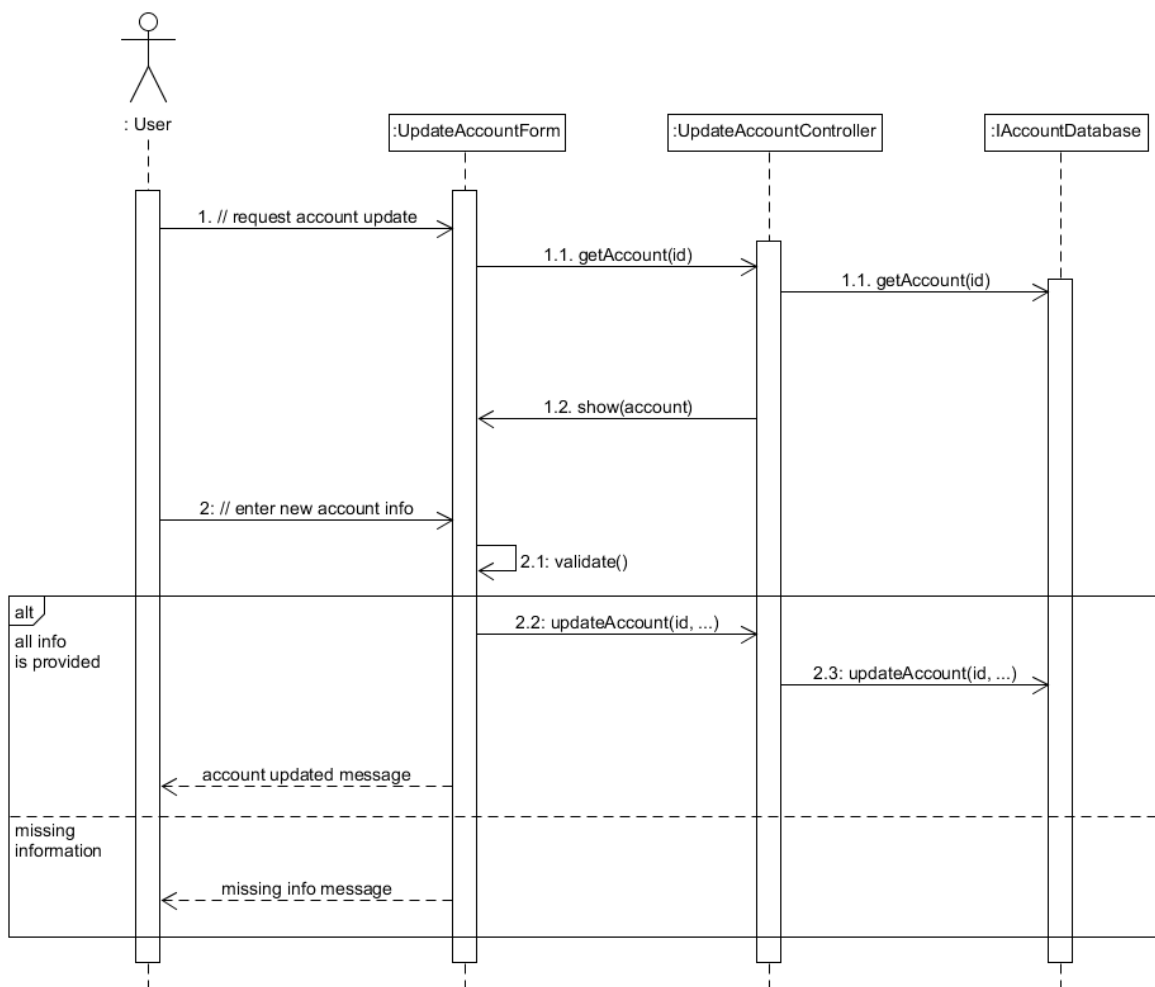 : User
:UpdateAccountForm
:UpdateAccountController
:IAccountDatabase
1. // request account update
1.1. getAccount(id)
1.1. getAccount(id)
1.2. show(account)
2: // enter new account info
2.1: validate()
alt
all info
is provided
2.2: updateAccount(id, ...)
2.3: updateAccount(id, ...)
account updated message
missing
information
missing info message